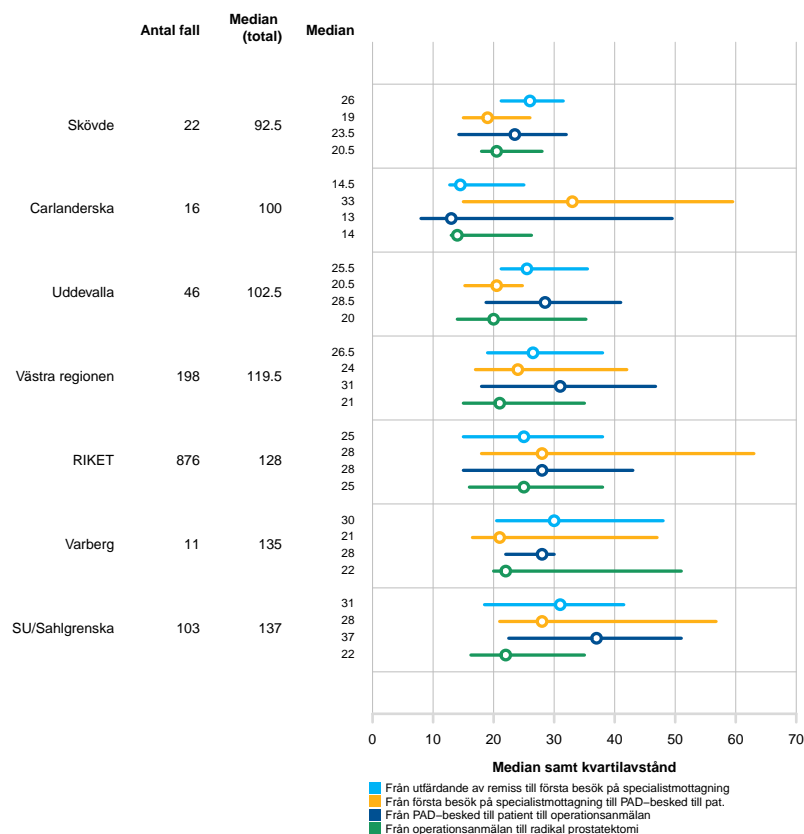 Antal fall Median (total) Median
26
19
Skövde 22 92.5
23.5
20.5
14.5
33
Carlanderska 16 100
13
14
25.5
20.5
Uddevalla 46 102.5
28.5
20
26.5
24
Västra regionen 198 119.5
31
21
25
28
RIKET 876 128
28
25
30
21
Varberg 11 135
28
22
31
28
SU/Sahlgrenska 103 137
37
22
0 10 20 30 40 50 60 70
Median samt kvartilavstånd
Från utfärdande av remiss till första besök på specialistmottagning
Från första besök på specialistmottagning till PAD–besked till pat.
Från PAD–besked till patient till operationsanmälan
Från operationsanmälan till radikal prostatektomi